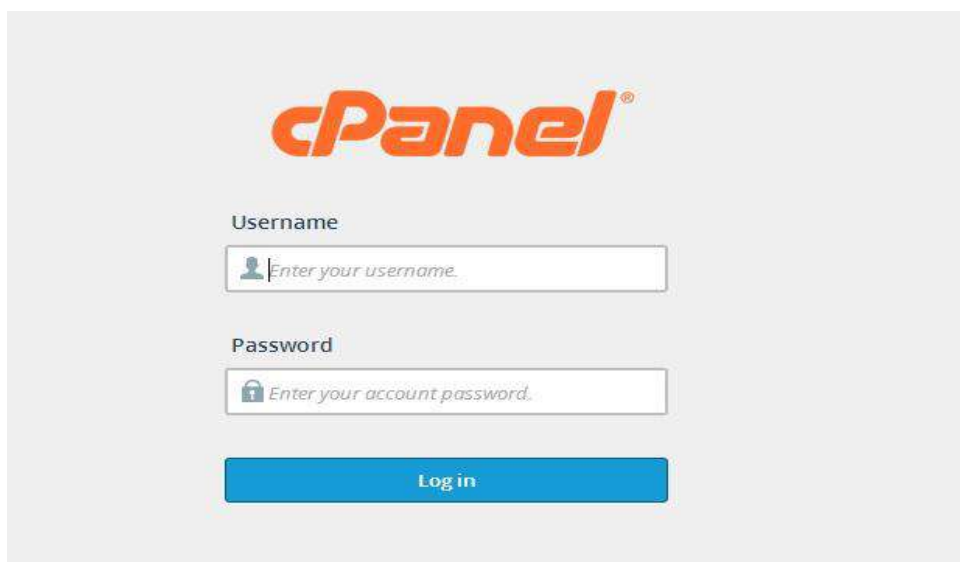 cPanel®
Username
Enter your username.
Password
Enter your account password.
Log in